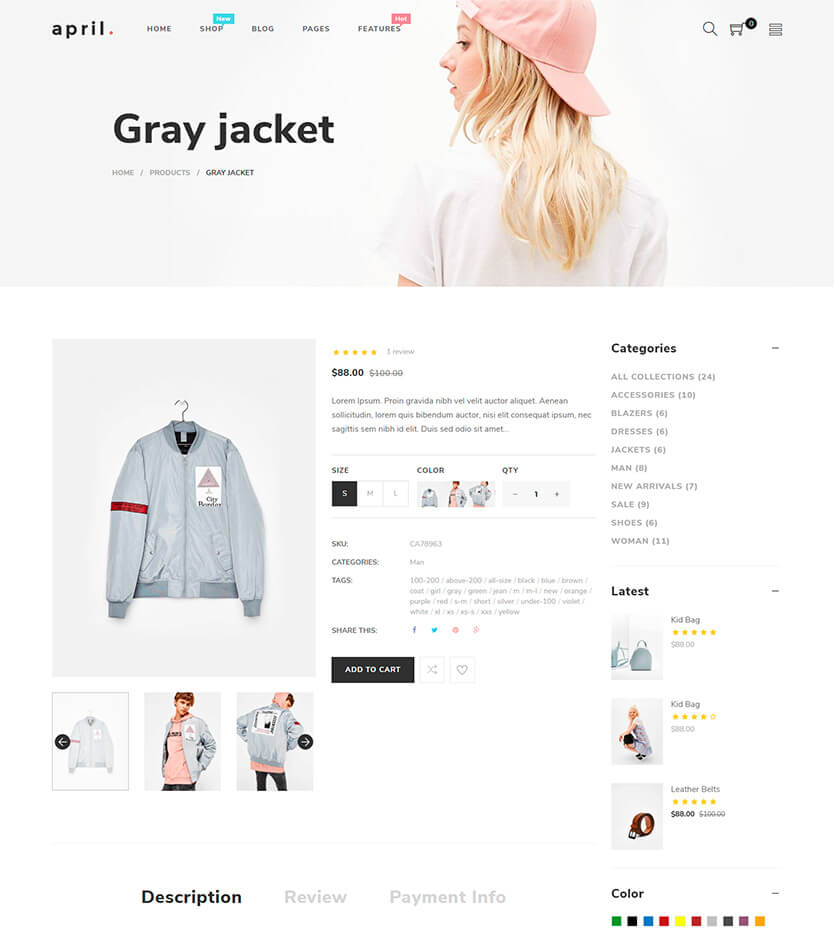 april.
HOME
SHOP
New
BLOG
PAGES
FEATURES
Hot
0
Gray jacket
HOME / PRODUCTS / GRAY JACKET
City
Border
1 review
$88.00 $100.00
Lorem Ipsum. Proin gravida nibh vel velit auctor aliquet. Aenean
sollicitudin, lorem quis bibendum auctor, nisi elit consequat ipsum, nec
sagittis sem nibh id elit. Duis sed odio sit amet...
SIZE
COLOR
QTY
S M L
− 1 +
SKU: CA78963
CATEGORIES: Man
TAGS: 100-200 / above-200 / all-size / black / blue / brown /
coat / girl / gray / green / jean / m / m-l / new / orange /
purple / red / s-m / short / silver / under-100 / violet /
white / xl / xs / xs-s / xxs / yellow
SHARE THIS:
ADD TO CART
Description
Review
Payment Info
Categories
ALL COLLECTIONS (24)
ACCESSORIES (10)
BLAZERS (6)
DRESSES (6)
JACKETS (6)
MAN (8)
NEW ARRIVALS (7)
SALE (9)
SHOES (6)
WOMAN (11)
Latest
Kid Bag
$88.00
Kid Bag
$88.00
Leather Belts
$88.00 $100.00
Color